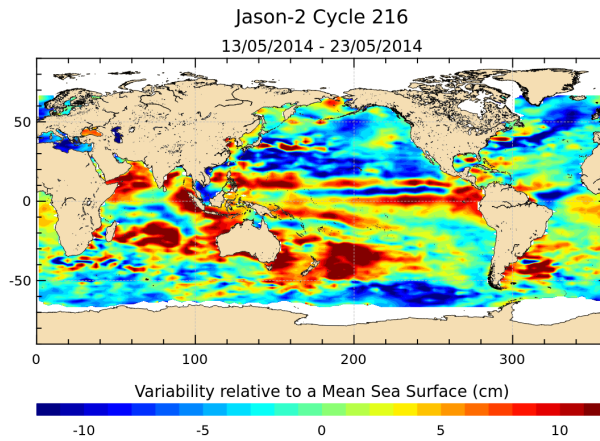 Jason-2 Cycle 216
13/05/2014 - 23/05/2014
50
0
-50
0 100 200 300
Variability relative to a Mean Sea Surface (cm)
-10 -5 0 5 10